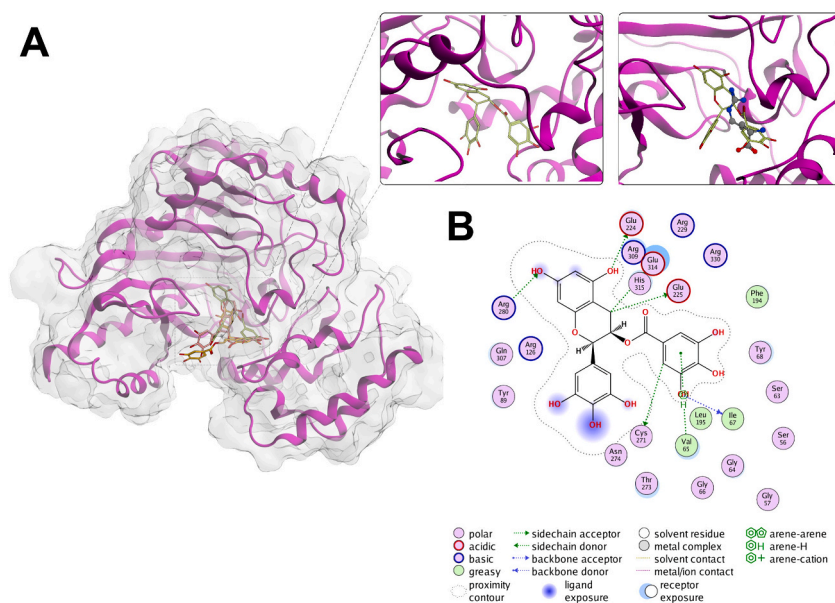 A
B
Glu
224
Arg
229
Arg
309
Glu
314
Arg
330
His
315
Glu
225
Phe
194
Arg
280
Arg
126
Gln
307
Tyr
89
Tyr
68
Ser
63
Ser
56
Leu
195
Ile
67
Val
65
Cys
271
Asn
274
Thr
273
Gly
66
Gly
64
Gly
57
HO
OH
O
O
O
H
H
OH
OH
OH
HO
OH
OH
OH
H
polar
acidic
basic
greasy
proximity
contour
sidechain acceptor
sidechain donor
backbone acceptor
backbone donor
ligand
exposure
solvent residue
metal complex
solvent contact
metal/ion contact
receptor
exposure
arene-arene
H arene-H
+ arene-cation